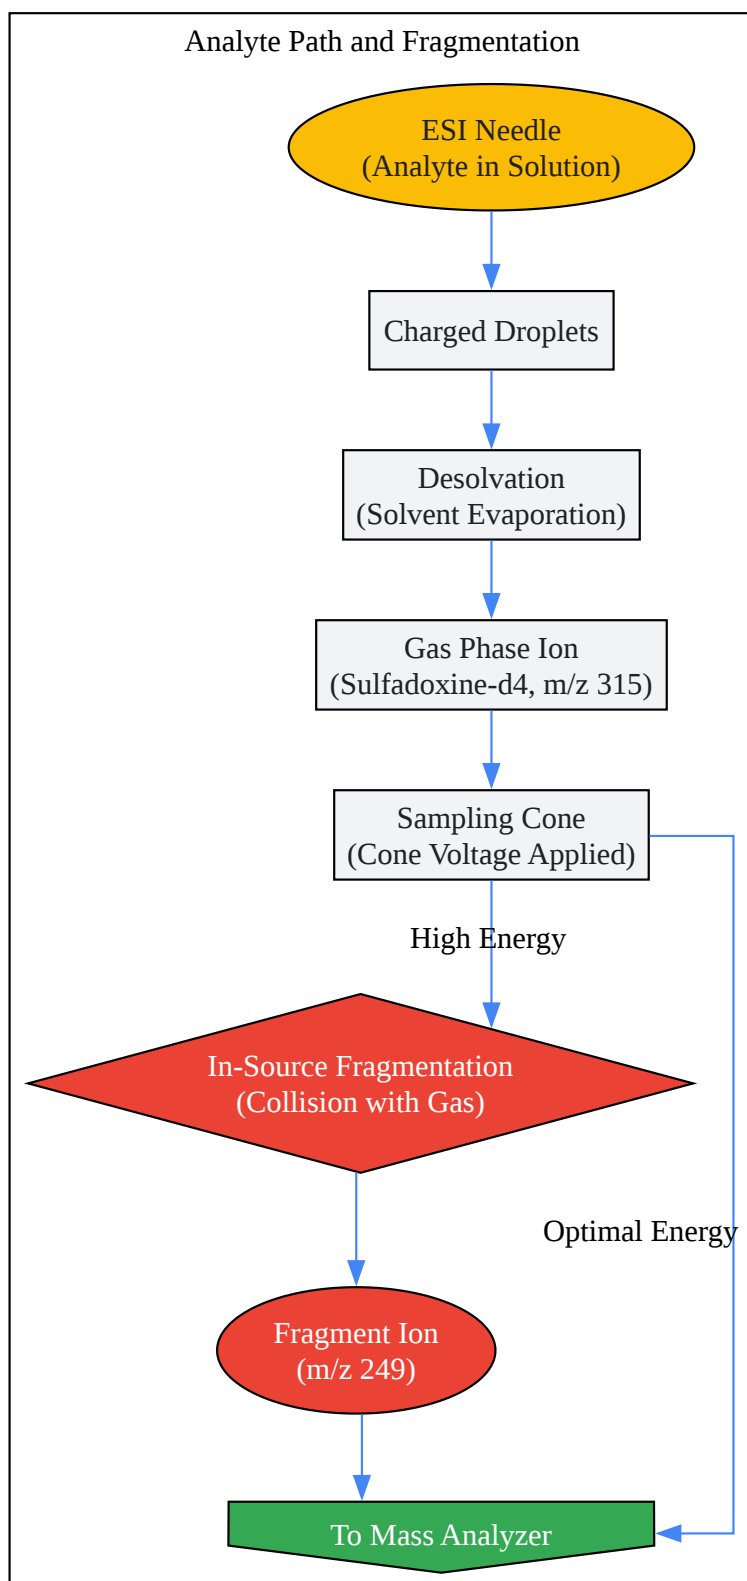 Analyte Path and Fragmentation
ESI Needle
(Analyte in Solution)
Charged Droplets
Desolvation
(Solvent Evaporation)
Gas Phase Ion
(Sulfadoxine-d4, m/z 315)
Sampling Cone
(Cone Voltage Applied)
High Energy
In-Source Fragmentation
(Collision with Gas)
Optimal Energy
Fragment Ion
(m/z 249)
To Mass Analyzer